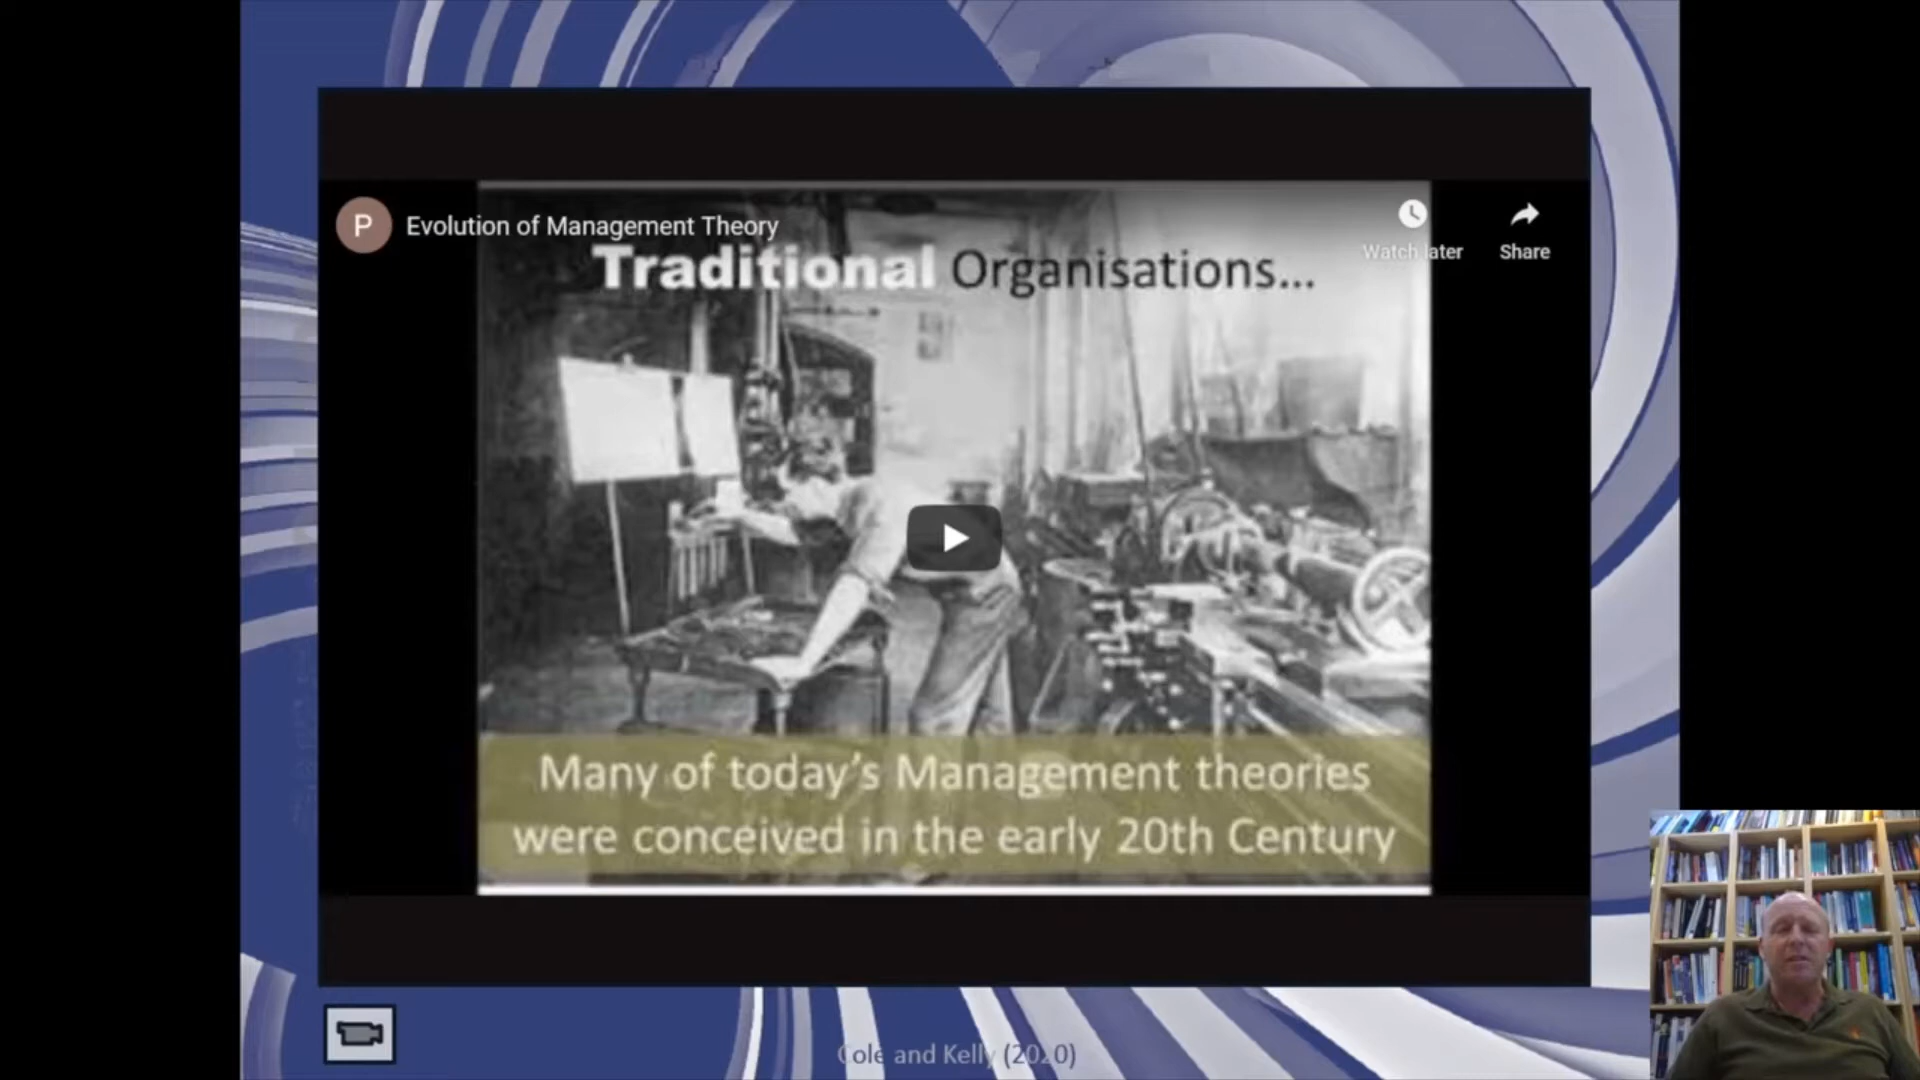 P
Evolution of Management Theory
Watch later
Share
Traditional Organisations...
Many of today's Management theories
were conceived in the early 20th Century
Cole and Kelly (2020)